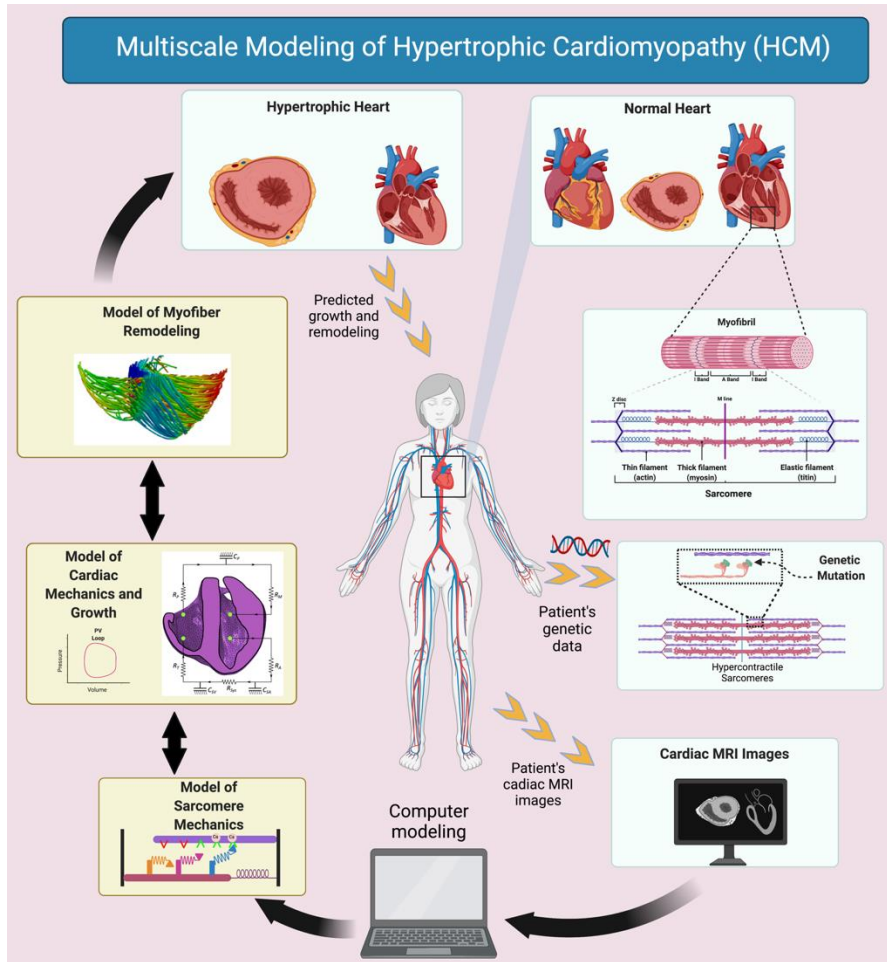 Multiscale Modeling of Hypertrophic Cardiomyopathy (HCM)
Hypertrophic Heart
Normal Heart
Predicted
growth and
remodeling
Model of Myofiber
Remodeling
Myofibril
I Band
A Band
I Band
Z disc
M line
Thin filament
(actin)
Thick filament
(myosin)
Elastic filament
(titin)
Sarcomere
Model of
Cardiac
Mechanics and
Growth
PV
Loop
Pressure
Volume
Genetic
Mutation
Patient's
genetic
data
Hypercontractile
Sarcomeres
Model of
Sarcomere
Mechanics
Ca
Ca
Patient's
cadiac MRI
images
Cardiac MRI Images
Computer
modeling